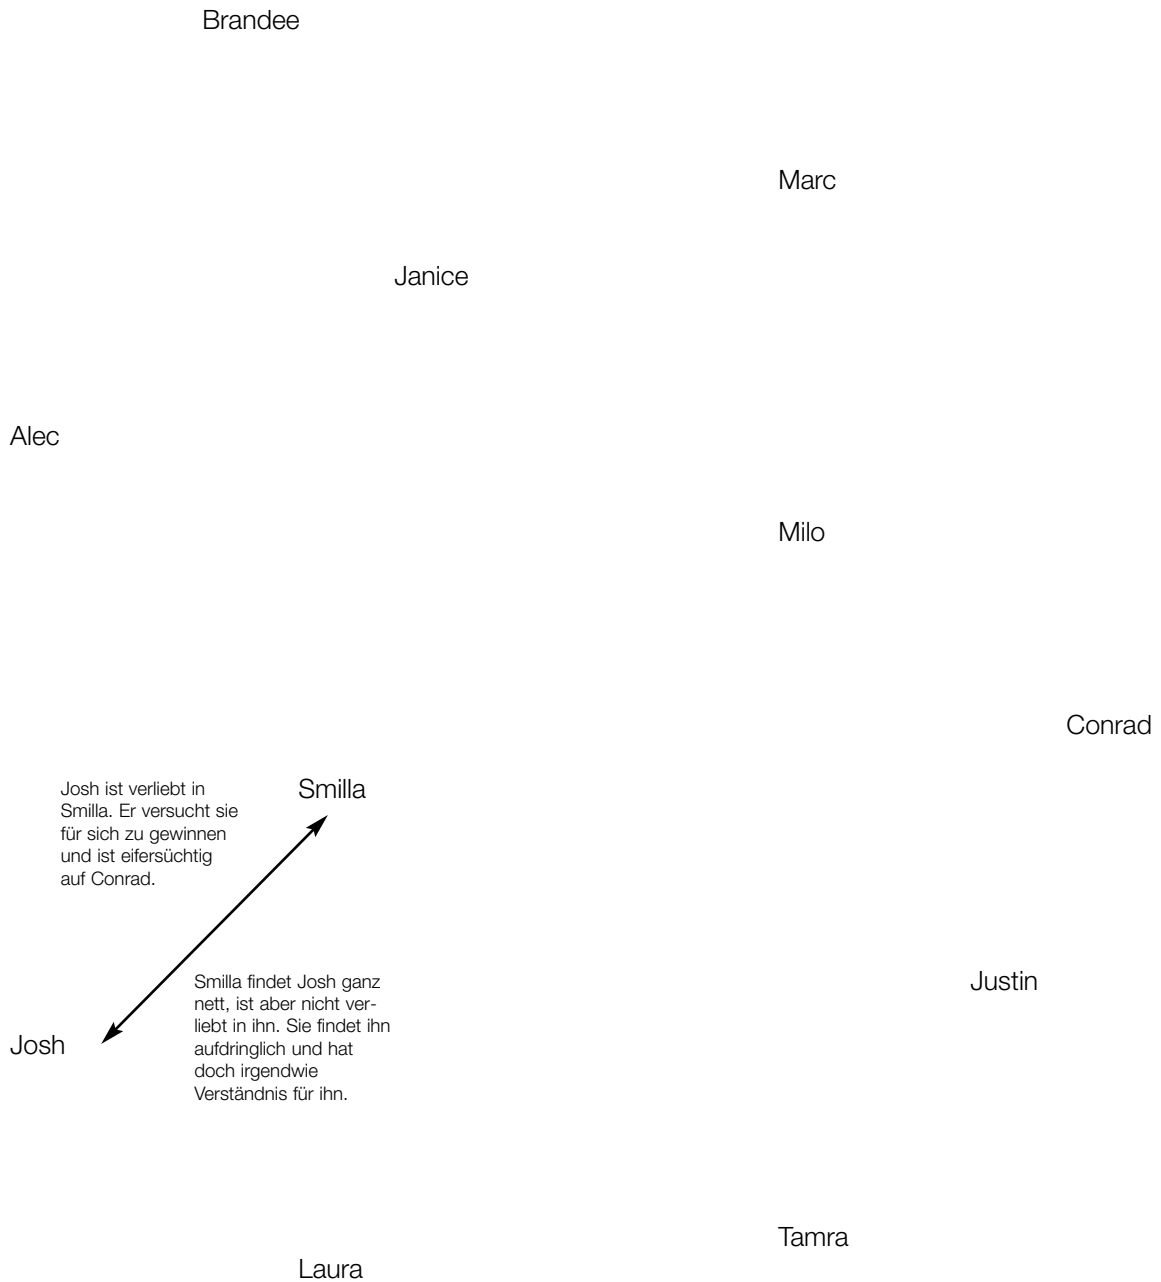 Brandee
Marc
Janice
Alec
Milo
Conrad
Smilla
Josh ist verliebt in
Smilla. Er versucht sie
für sich zu gewinnen
und ist eifersüchtig
auf Conrad.
Smilla findet Josh ganz
nett, ist aber nicht ver-
liebt in ihn. Sie findet ihn
aufdringlich und hat
doch irgendwie
Verständnis für ihn.
Justin
Josh
Tamra
Laura